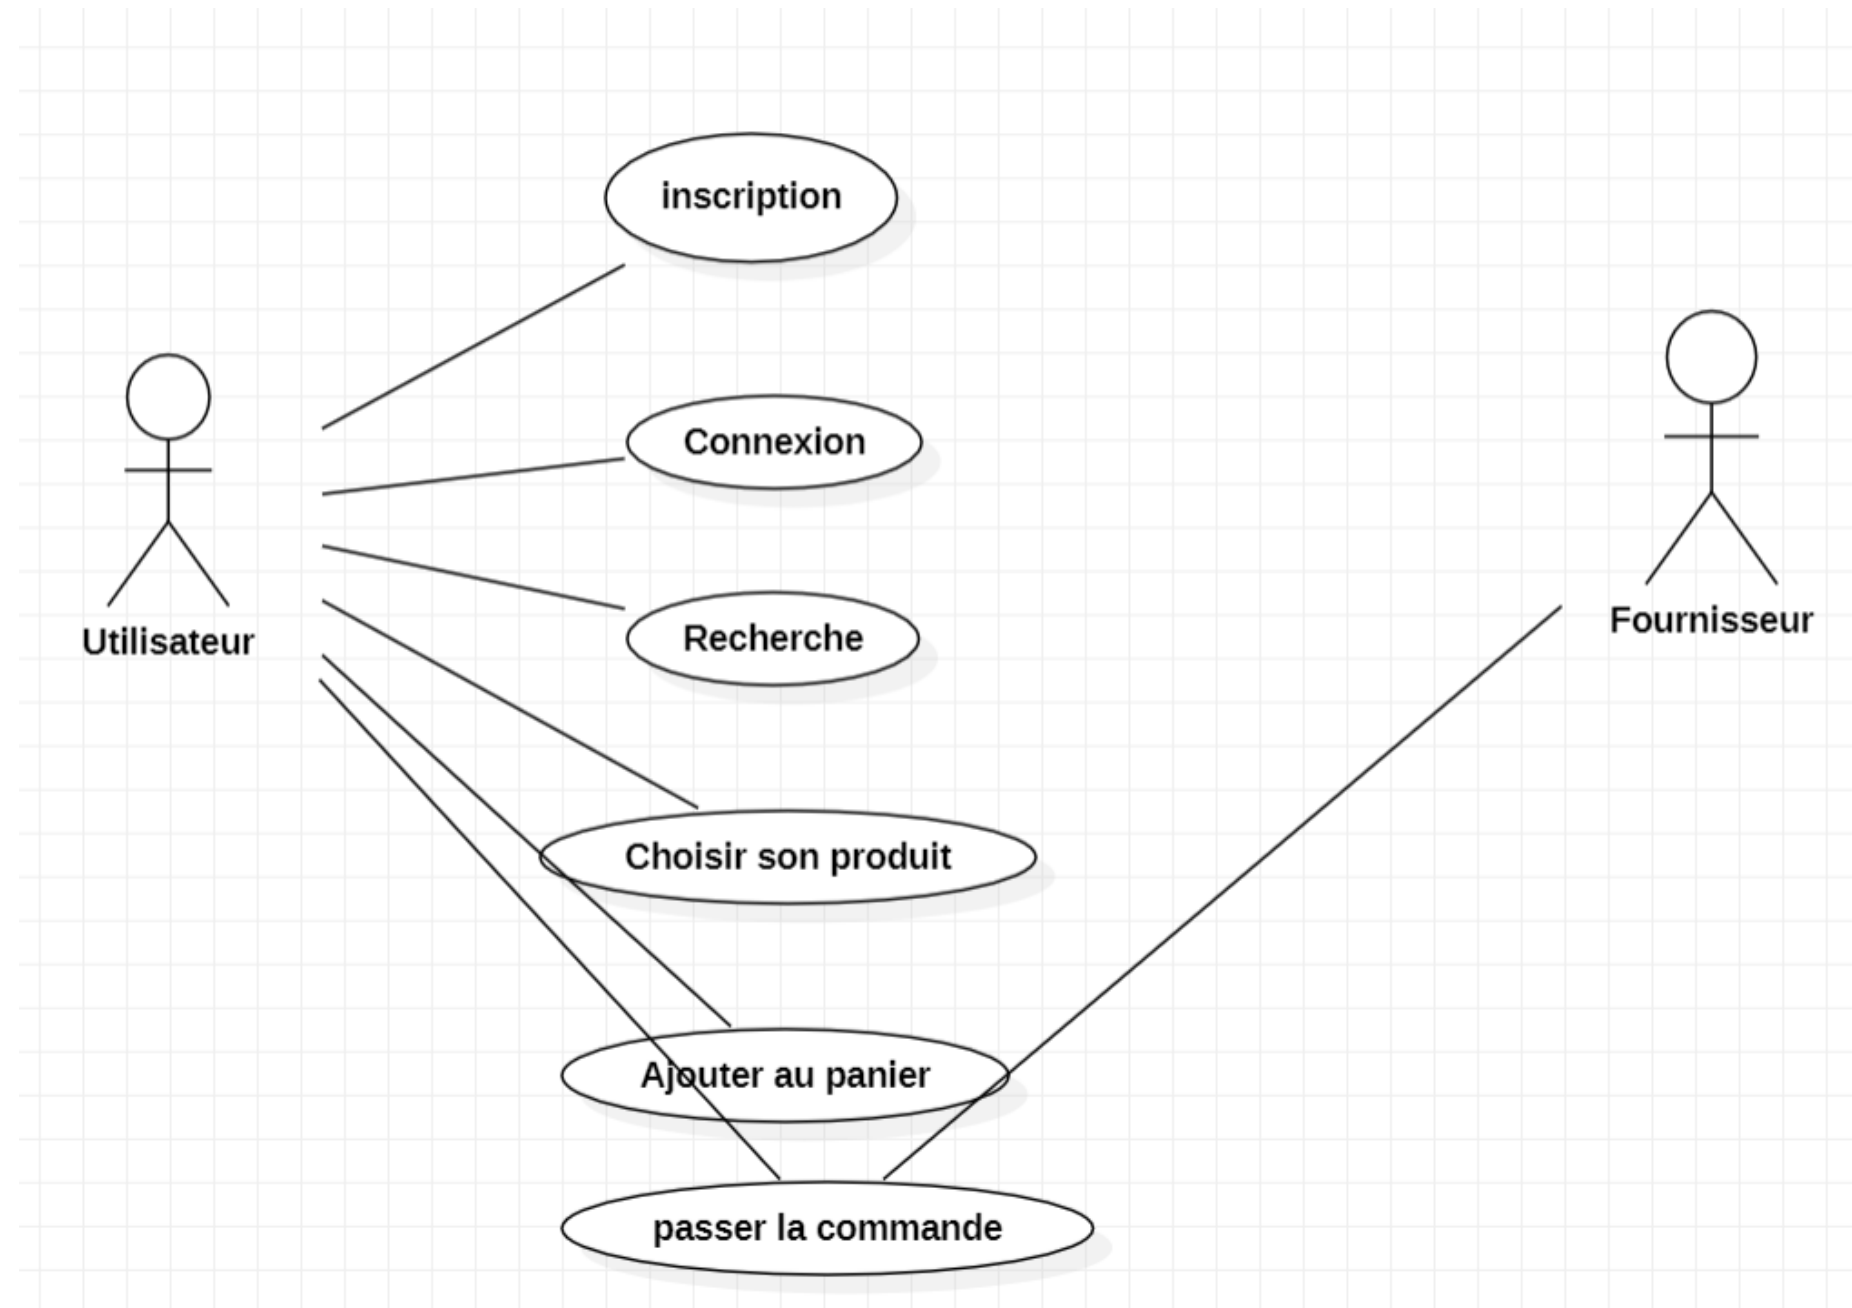 inscription
Connexion
Utilisateur
Recherche
Fournisseur
Choisir son produit
Ajouter au panier
passer la commande